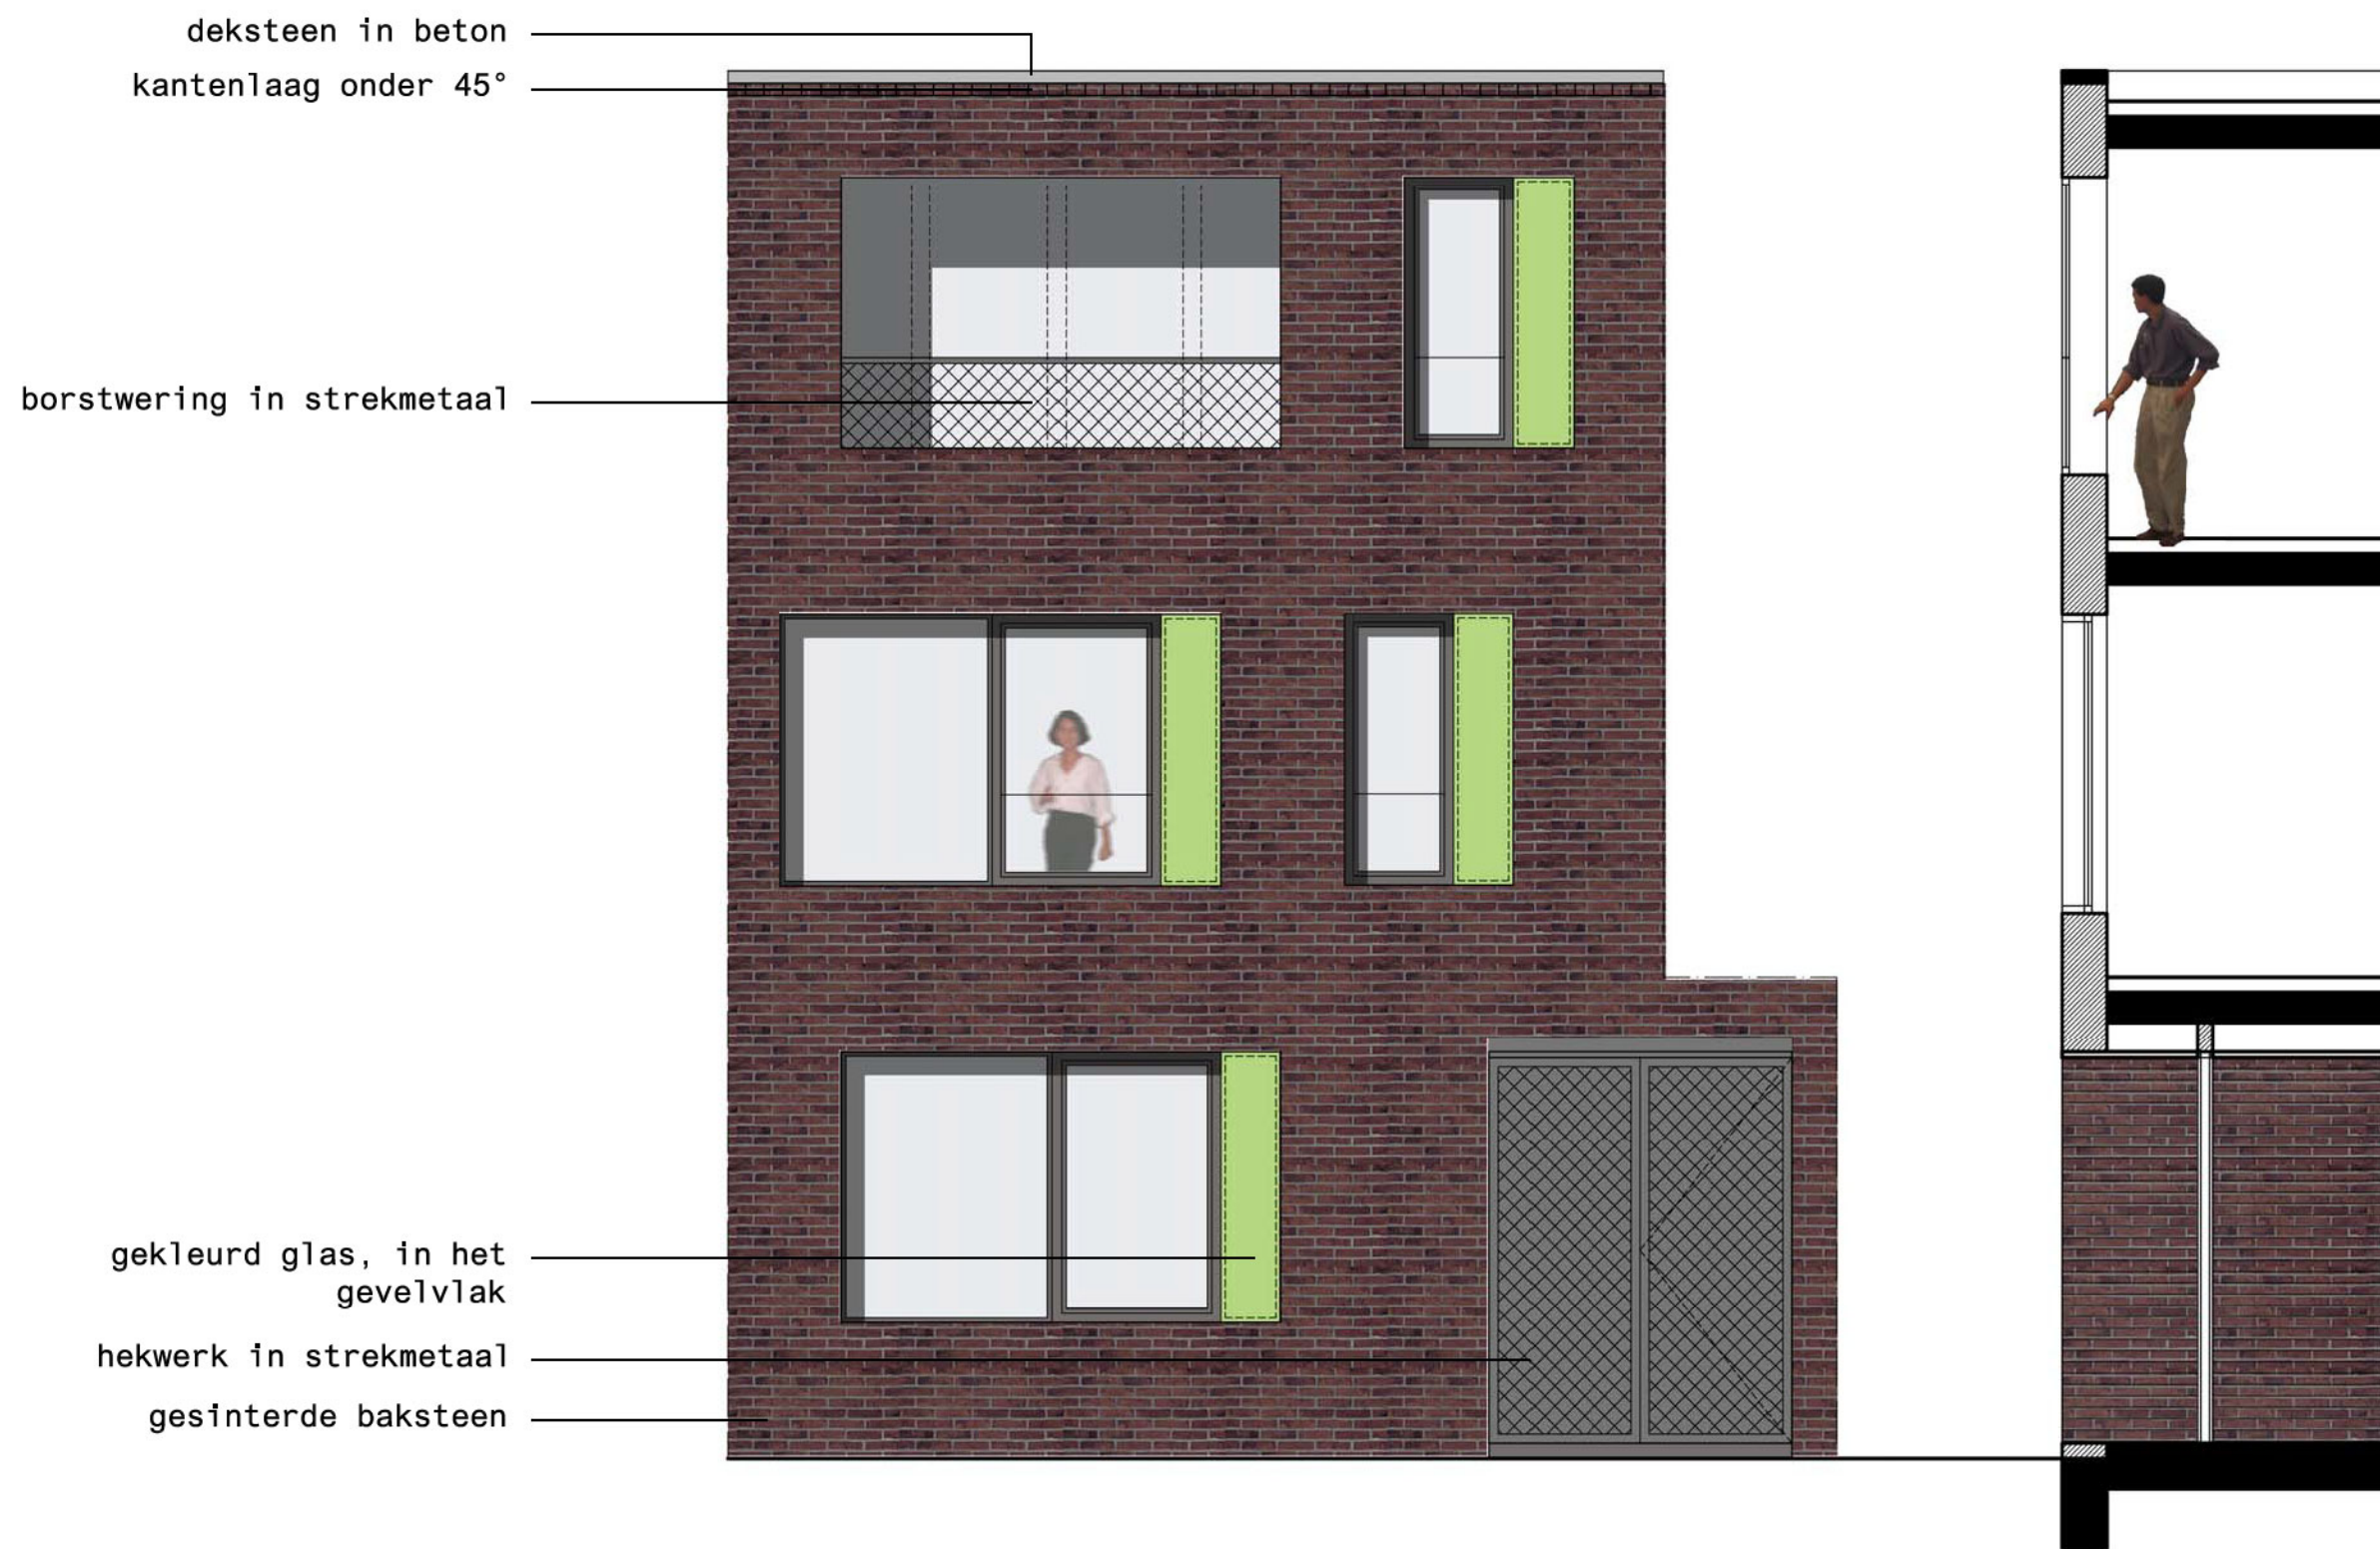 deksteen in beton
kantenlaag onder 45°
borstwering in strekmetaal
gekleurd glas, in het
gevelvlak
hekwerk in strekmetaal
gesinterde baksteen